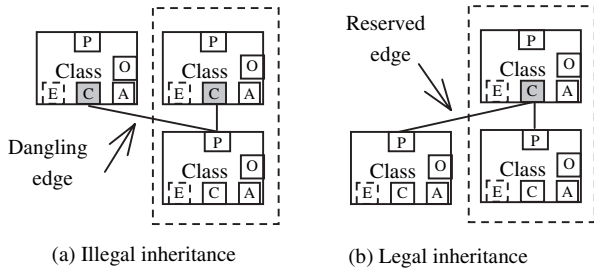 P
Class
O
E
C
A
P
Class
O
E
C
A
Dangling
edge
P
Class
O
E
C
A
(a) Illegal inheritance
Reserved
edge
P
Class
O
E
C
A
P
Class
O
E
C
A
P
Class
O
E
C
A
(b) Legal inheritance